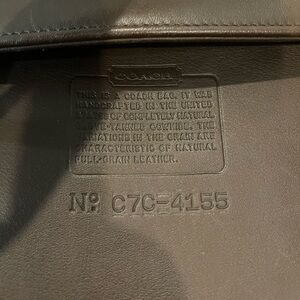 COACH
THIS IS A COACH BAG. IT WAS
HANDCRAFTED IN THE UNITED
STATES OF COMPLETELY NATURAL
GLOVE-TANNED COWHIDE. THE
VARIATIONS IN THE GRAIN ARE
CHARACTERISTIC OF NATURAL
FULL-GRAIN LEATHER.
Nº C7C-4155